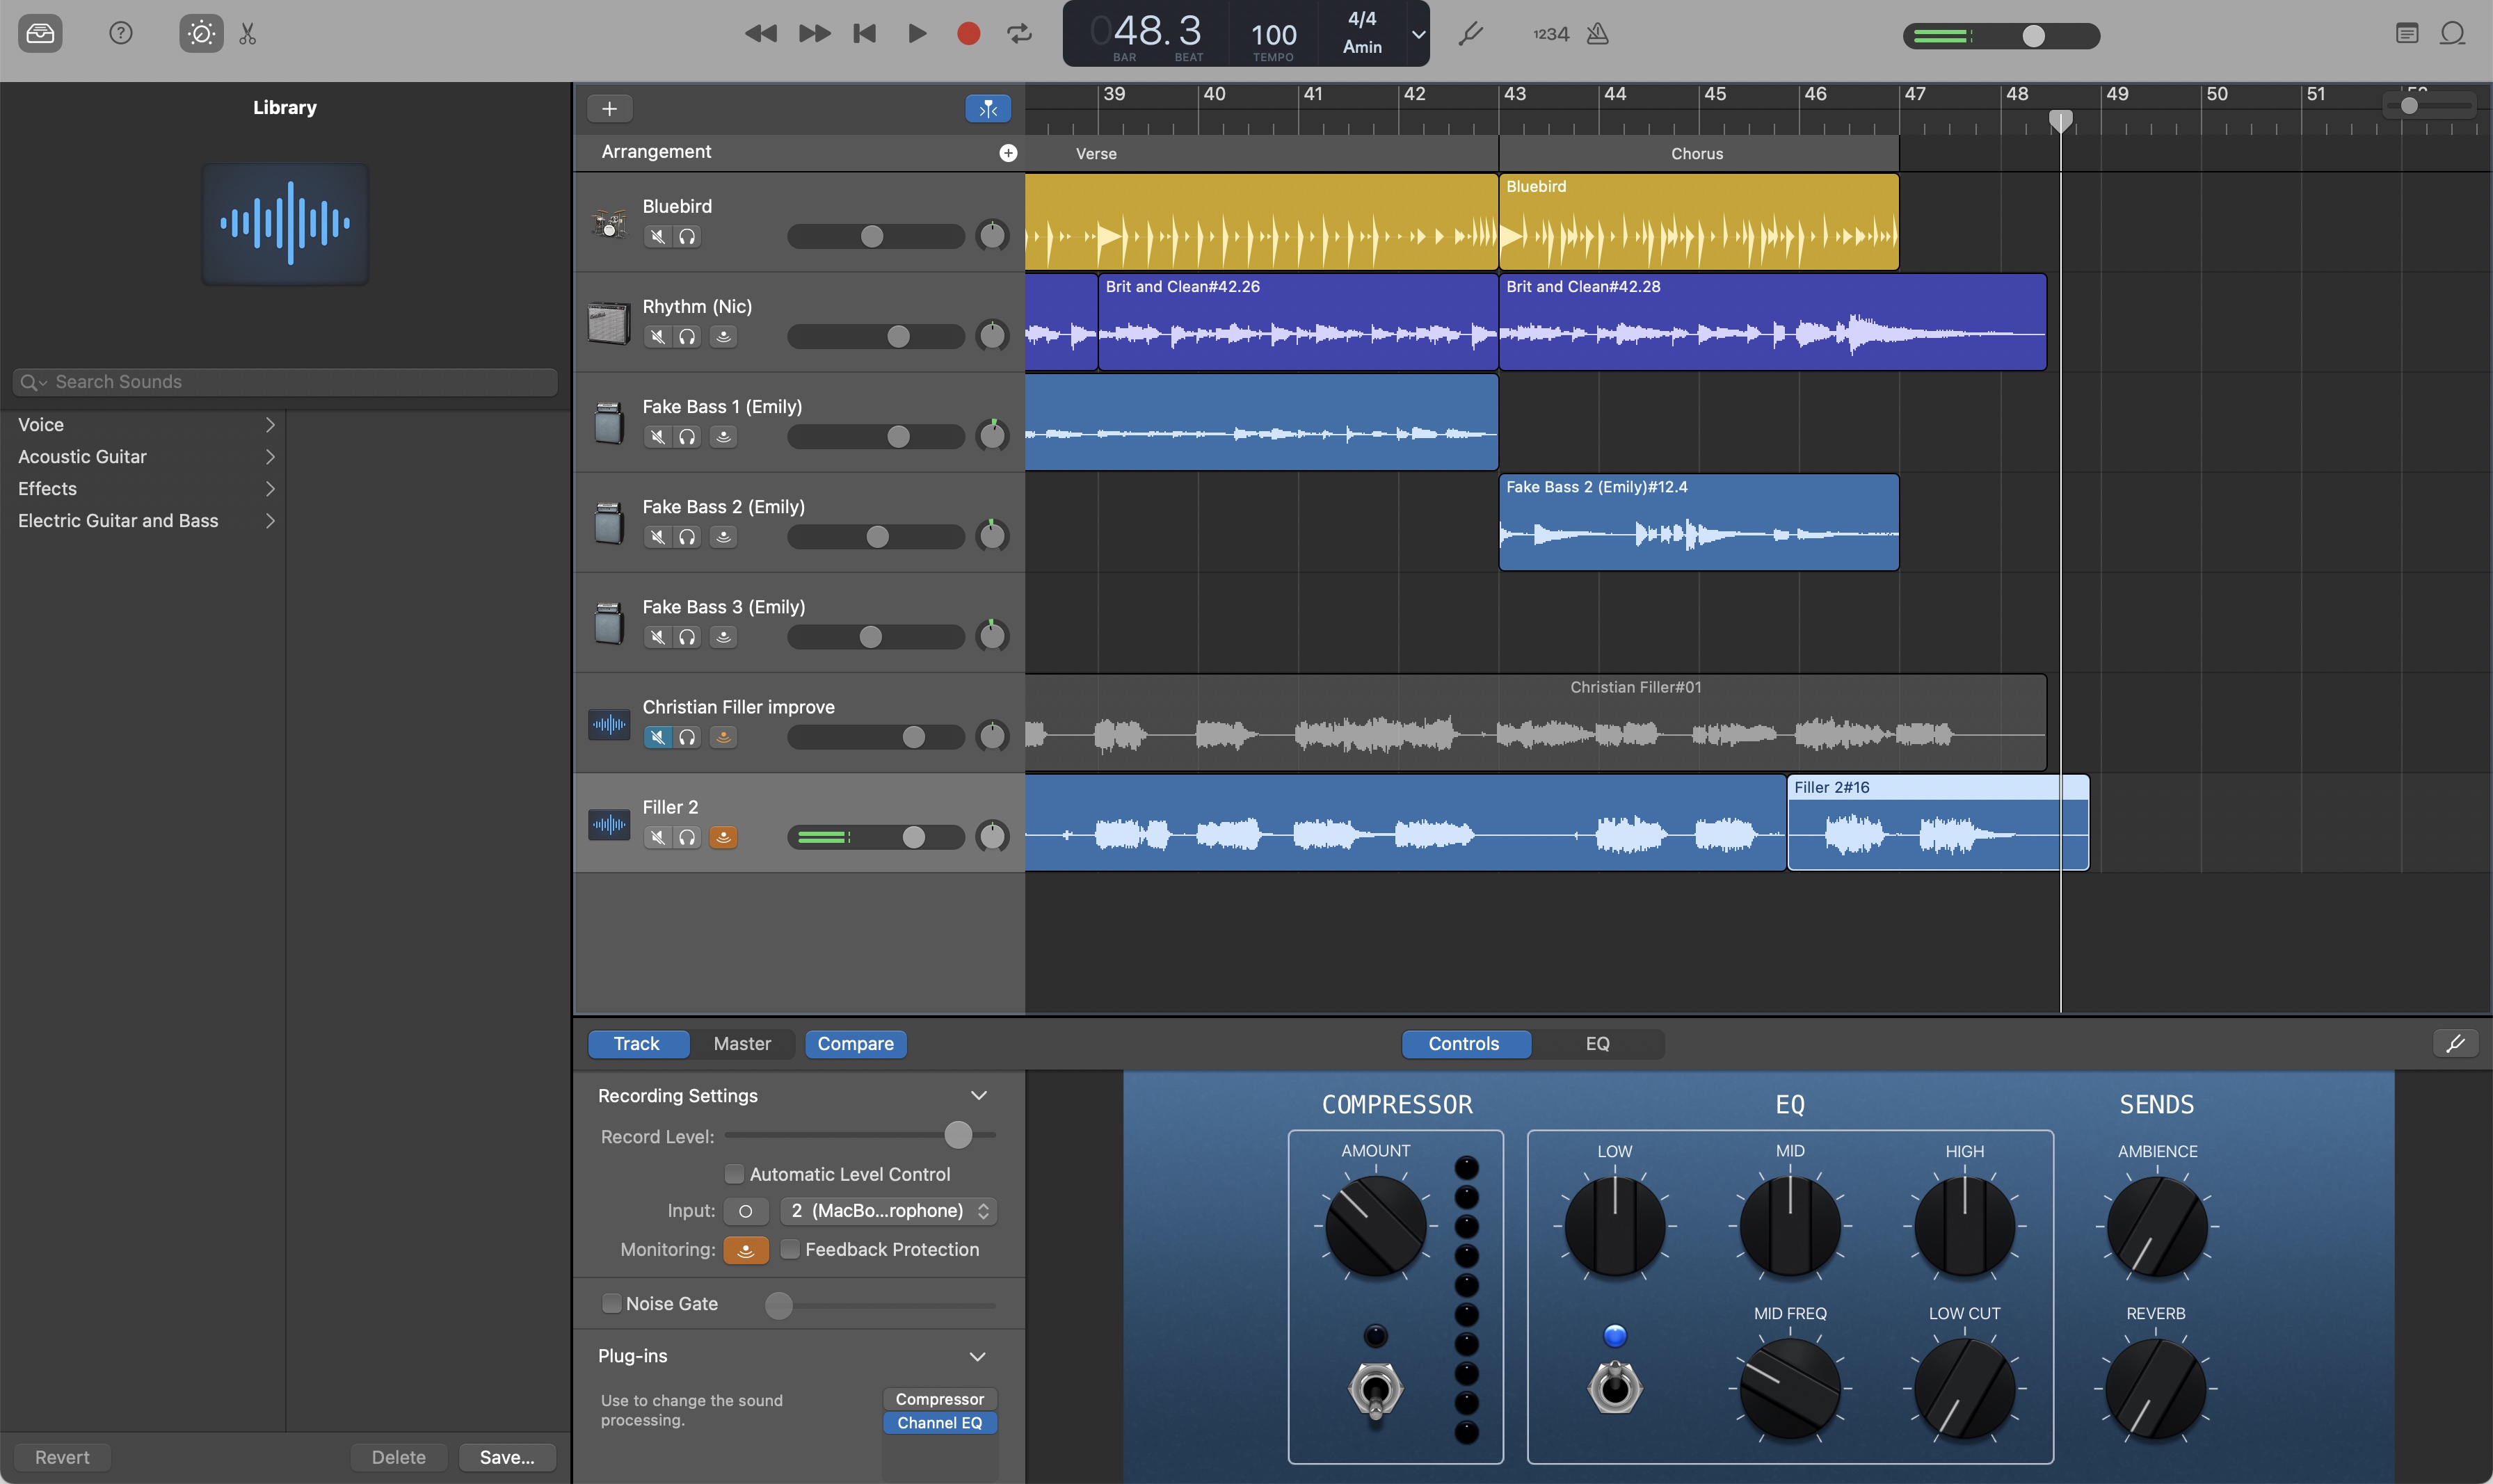 048.3
BAR
BEAT
100
TEMPO
4/4
Amin
1234
Library
Search Sounds
Voice
Acoustic Guitar
Effects
Electric Guitar and Bass
Revert
Delete
Save...
39
40
41
42
43
44
45
46
47
48
49
50
51
Arrangement
Verse
Chorus
Bluebird
Bluebird
Rhythm (Nic)
Brit and Clean#42.26
Brit and Clean#42.28
Fake Bass 1 (Emily)
Fake Bass 2 (Emily)
Fake Bass 2 (Emily)#12.4
Fake Bass 3 (Emily)
Christian Filler improve
Christian Filler#01
Filler 2
Filler 2#16
Track
Master
Compare
Controls
EQ
Recording Settings
Record Level:
Automatic Level Control
Input:
2 (MacBo...rophone)
Monitoring:
Feedback Protection
Noise Gate
Plug-ins
Use to change the sound
processing.
Compressor
Channel EQ
COMPRESSOR
AMOUNT
EQ
LOW
MID
HIGH
MID FREQ
LOW CUT
SENDS
AMBIENCE
REVERB